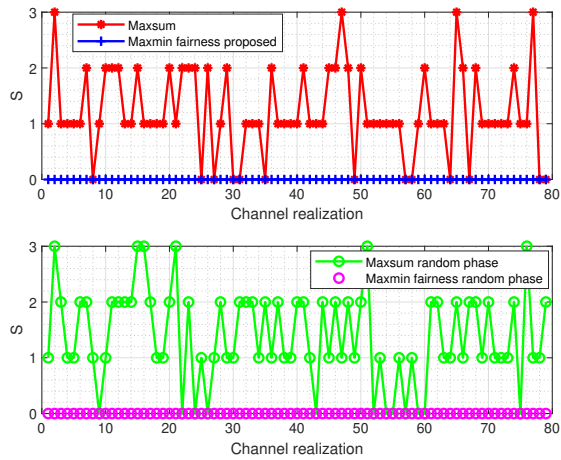 3
Maxsum
Maxmin fairness proposed
2
S
1
0
0 10 20 30 40 50 60 70 80
Channel realization
3
Maxsum random phase
Maxmin fairness random phase
2
S
1
0
0 10 20 30 40 50 60 70 80
Channel realization